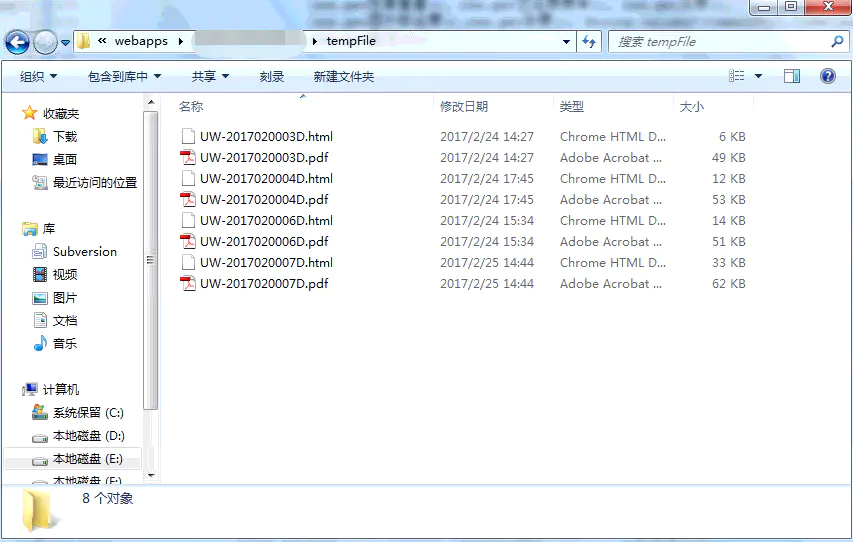 « webapps ▸ ▸ tempFile
搜索 tempFile
组织 包含到库中 共享 刻录 新建文件夹
收藏夹
下载
桌面
最近访问的位置
库
Subversion
视频
图片
文档
音乐
计算机
系统保留 (C:)
本地磁盘 (D:)
本地磁盘 (E:)
本地磁盘 (F:)
名称 修改日期 类型 大小
UW-2017020003D.html 2017/2/24 14:27 Chrome HTML D... 6 KB
UW-2017020003D.pdf 2017/2/24 14:27 Adobe Acrobat ... 49 KB
UW-2017020004D.html 2017/2/24 17:45 Chrome HTML D... 12 KB
UW-2017020004D.pdf 2017/2/24 17:45 Adobe Acrobat ... 53 KB
UW-2017020006D.html 2017/2/24 15:34 Chrome HTML D... 14 KB
UW-2017020006D.pdf 2017/2/24 15:34 Adobe Acrobat ... 51 KB
UW-2017020007D.html 2017/2/25 14:44 Chrome HTML D... 33 KB
UW-2017020007D.pdf 2017/2/25 14:44 Adobe Acrobat ... 62 KB
8 个对象